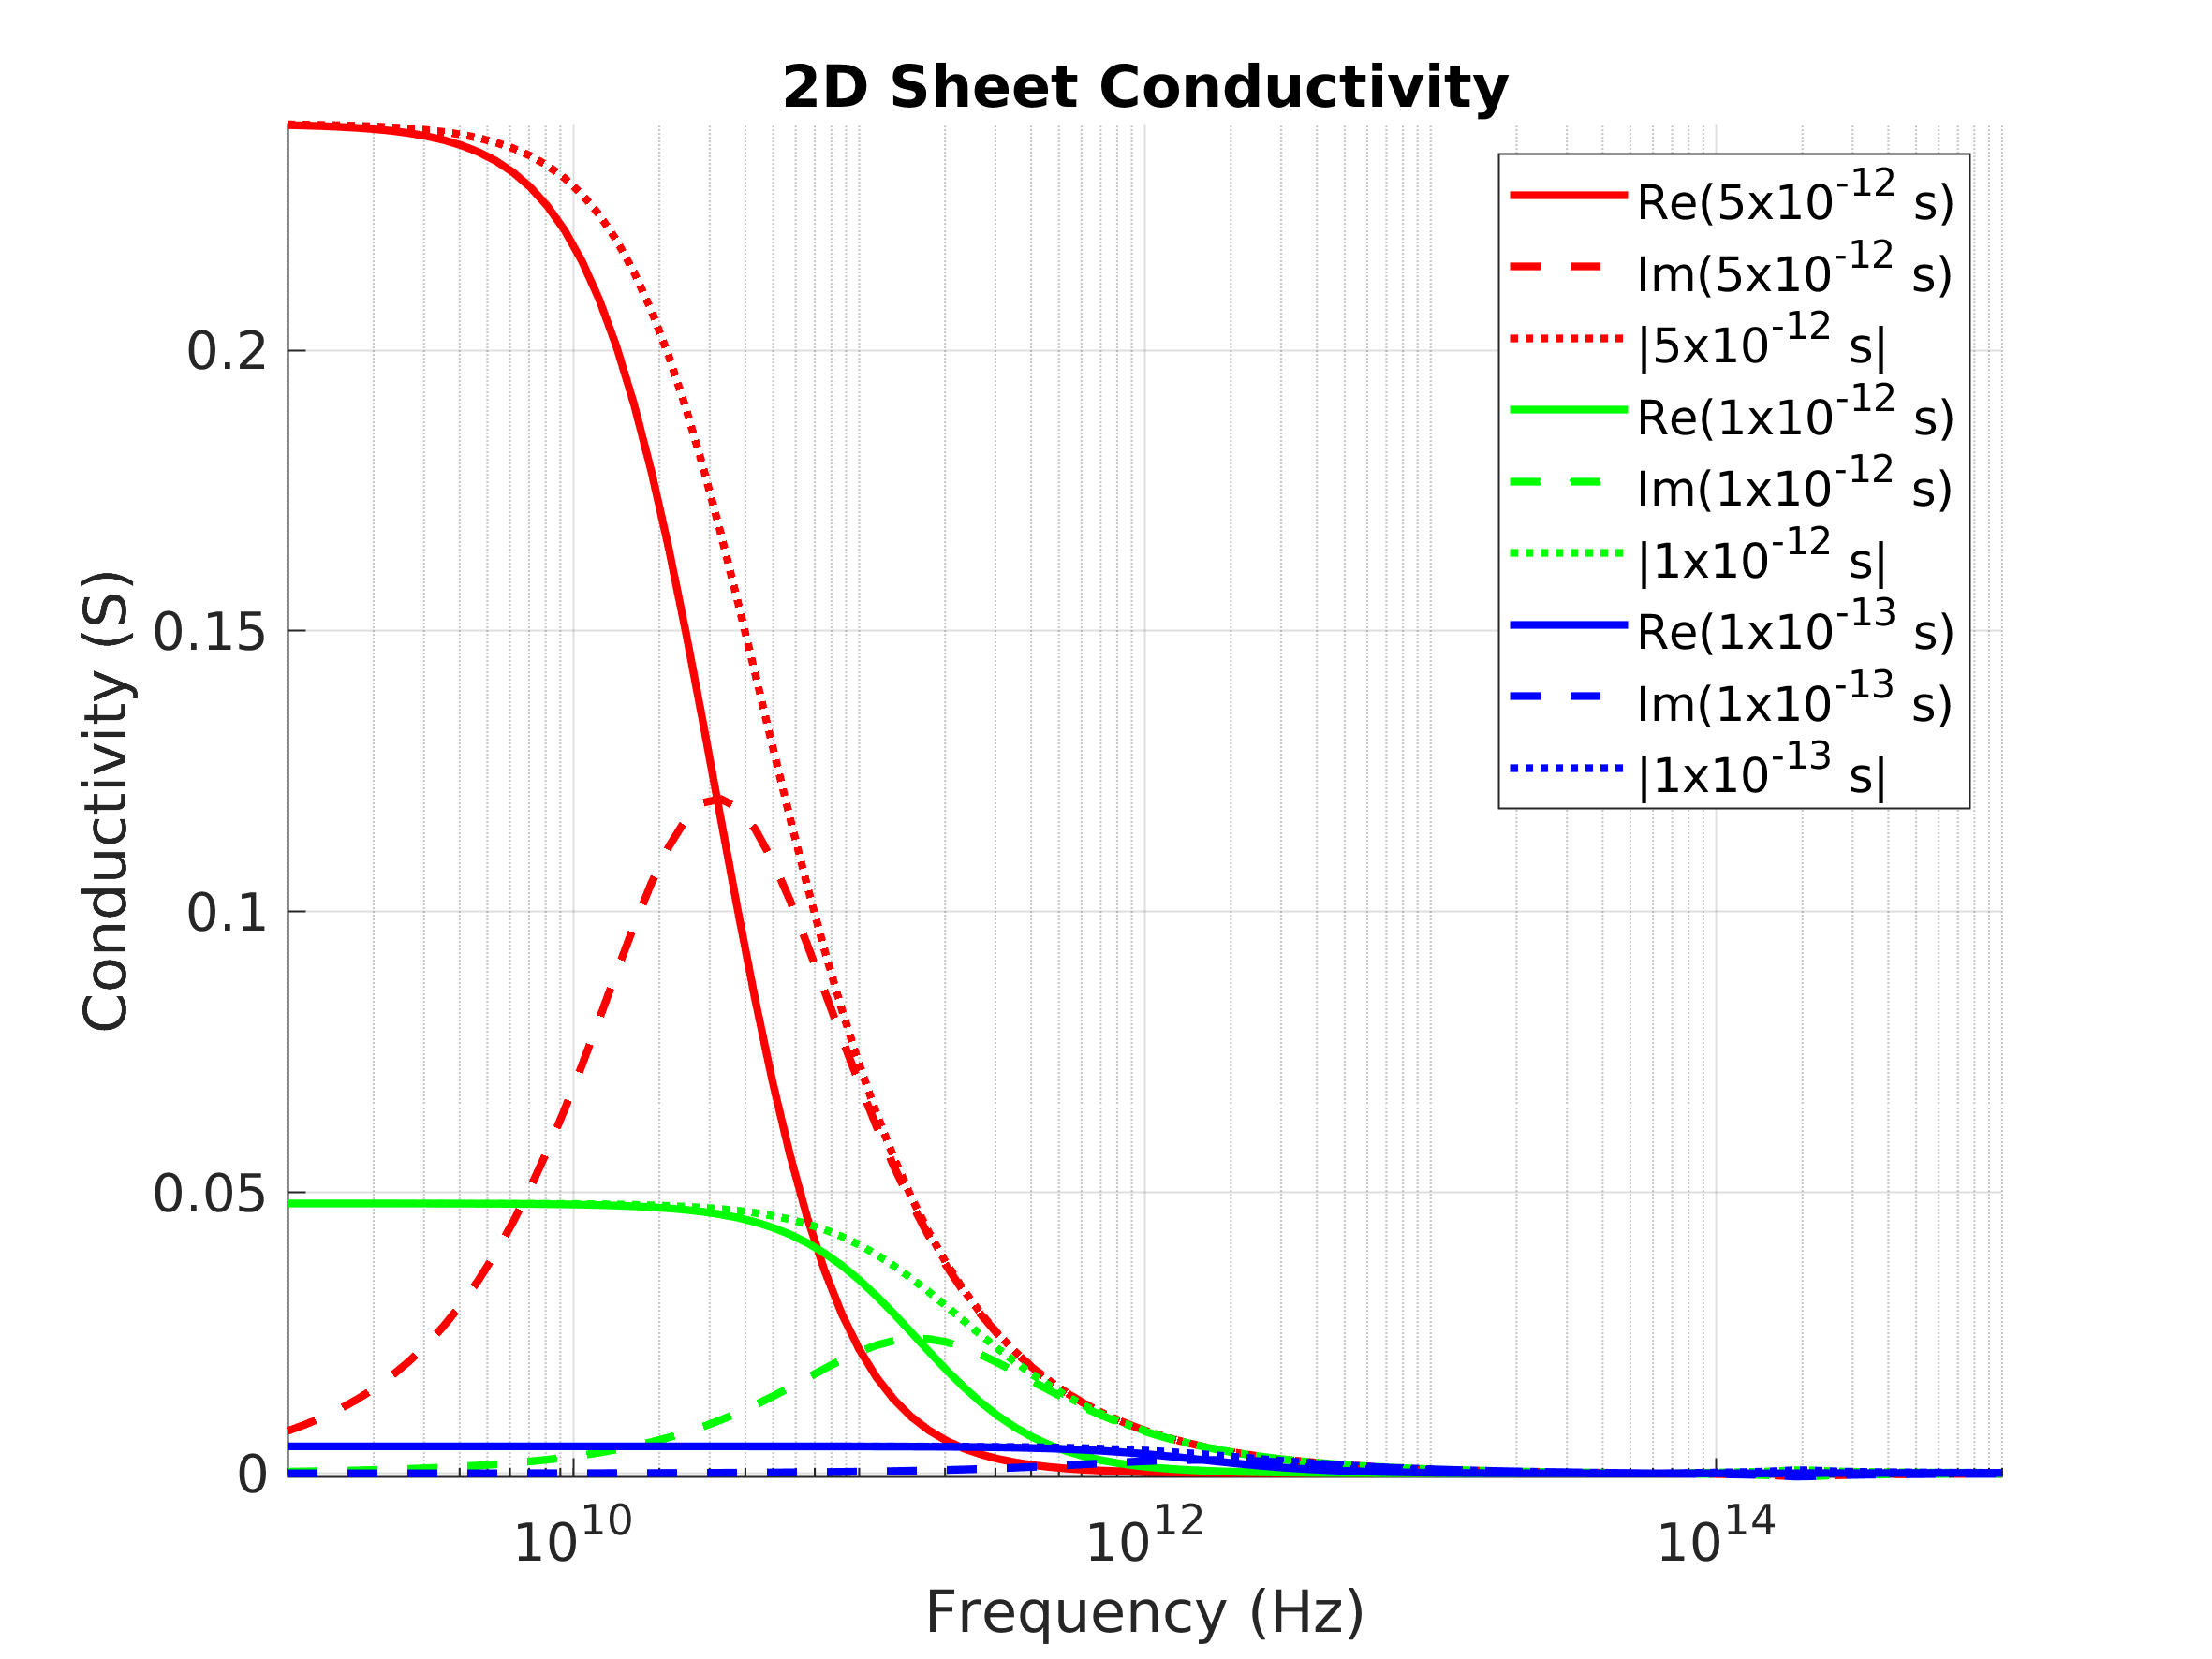 2D Sheet Conductivity
Re(5x10^-12 s)
Im(5x10^-12 s)
|5x10^-12 s|
Re(1x10^-12 s)
Im(1x10^-12 s)
|1x10^-12 s|
Re(1x10^-13 s)
Im(1x10^-13 s)
|1x10^-13 s|
Conductivity (S)
0.2
0.15
0.1
0.05
0
10^10 10^12 10^14
Frequency (Hz)